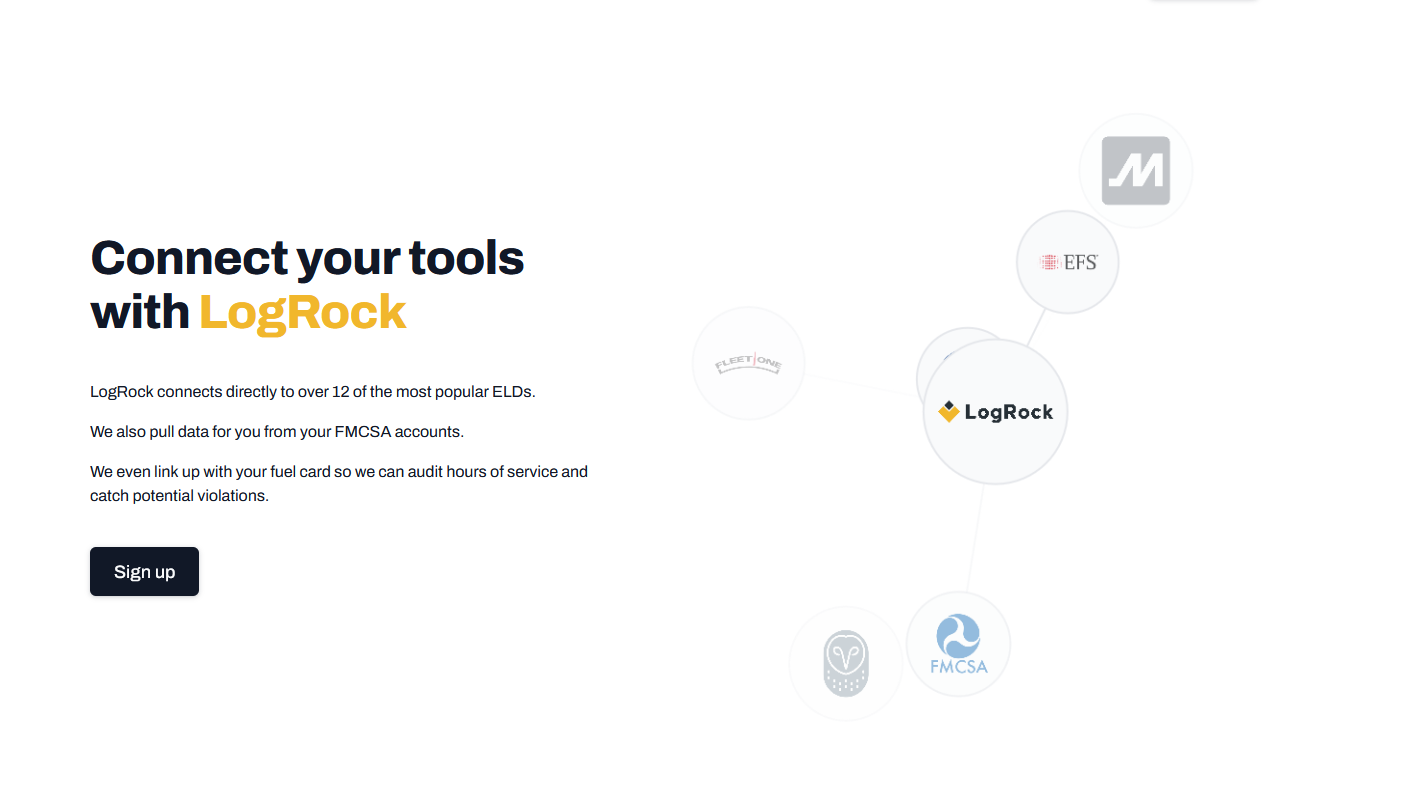 Connect your tools
with LogRock
LogRock connects directly to over 12 of the most popular ELDs.
We also pull data for you from your FMCSA accounts.
We even link up with your fuel card so we can audit hours of service and
catch potential violations.
Sign up
M
EFS
FLEET ONE
LogRock
FMCSA